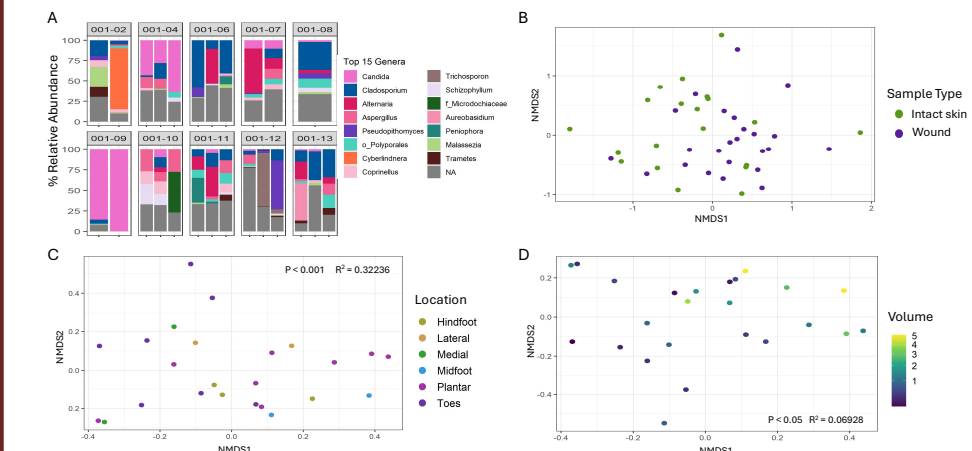 A
001-02 001-04 001-06 001-07 001-08
% Relative Abundance
100
75
50
25
0
001-09 001-10 001-11 001-12 001-13
100
75
50
25
0
Top 15 Genera
Candida
Cladosporium
Alternaria
Aspergillus
Pseudopithomyces
o_Polyporales
Cyberlindnera
Coprinellus
Trichosporon
Schizophyllum
f_Microdochiaceae
Aureobasidium
Peniophora
Malassezia
Trametes
NA
B
NMDS2
1
0
-1
-1 0 1 2
NMDS1
Sample Type
Intact skin
Wound
C
P < 0.001 R² = 0.32236
NMDS2
0.4
0.2
0.0
0.2
-0.4 -0.2 0.0 0.2 0.4
NMDS1
Location
Hindfoot
Lateral
Medial
Midfoot
Plantar
Toes
D
NMDS2
0.2
0.0
-0.2
-0.4
P < 0.05 R² = 0.06928
-0.4 -0.2 0.0 0.2 0.4
NMDS1
Volume
5
4
3
2
1